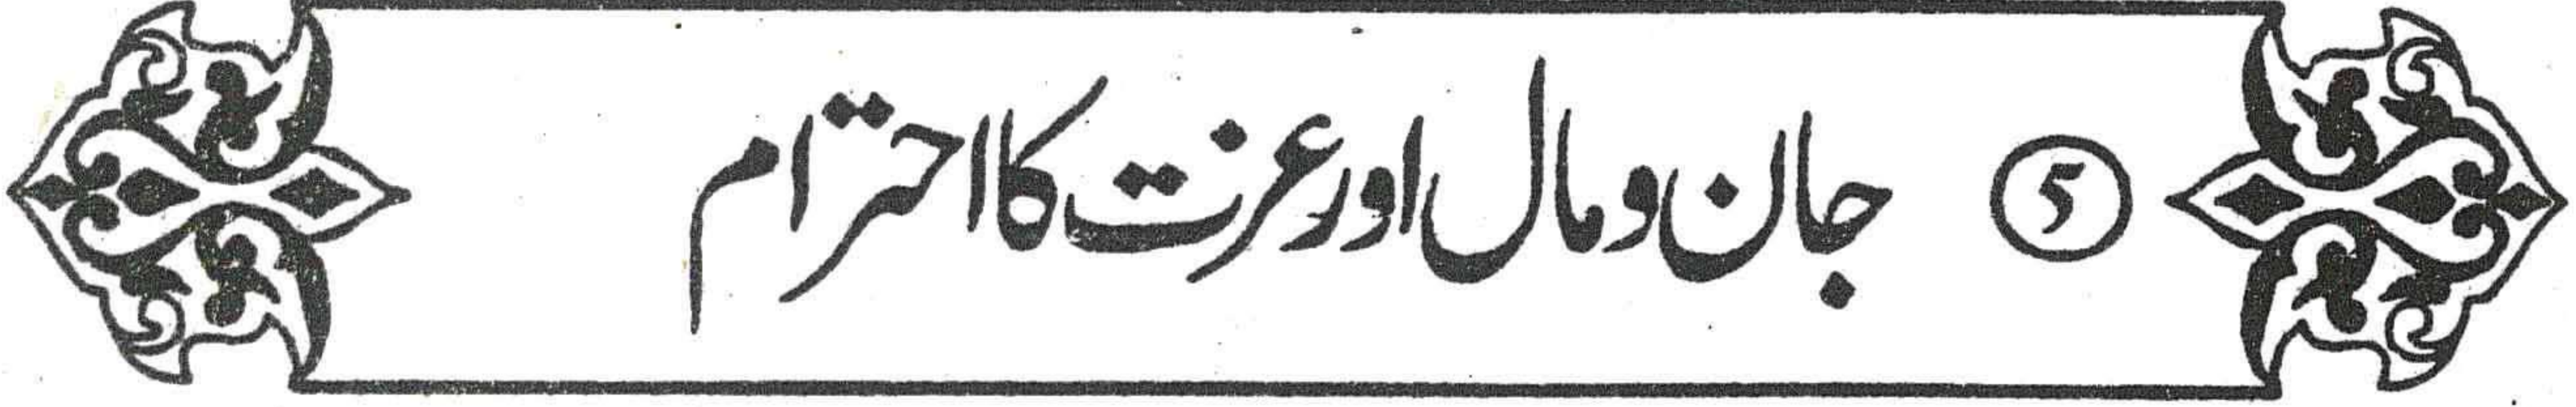 ⑤ جان و مال اور عزت کا احترام